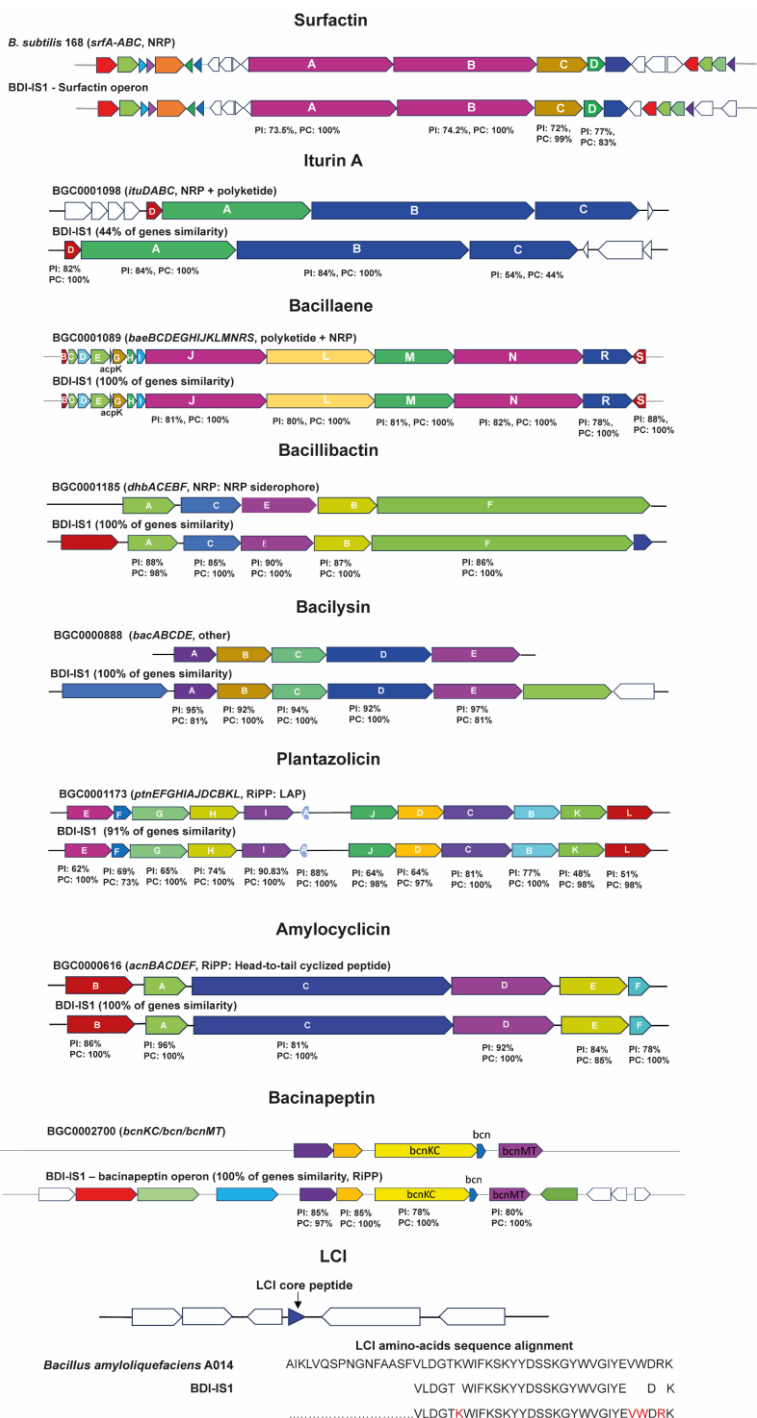 Surfactin
B. subtilis 168 (srfA-ABC, NRP)
A B C D
BDI-IS1 - Surfactin operon
A B C D
PI: 73.5%, PC: 100% PI: 74.2%, PC: 100% PI: 72%, PC: 99% PI: 77%, PC: 83%
Iturin A
BGC0001098 (ituDABC, NRP + polyketide)
D A B C
BDI-IS1 (44% of genes similarity)
D A B C
PI: 82% PC: 100% PI: 84%, PC: 100% PI: 84%, PC: 100% PI: 54%, PC: 44%
Bacillaene
BGC0001089 (baeBCDEGHIJKLMNRS, polyketide + NRP)
B C D E G H I J L M N R S
acpK
BDI-IS1 (100% of genes similarity)
B C D E G H I J L M N R S
acpK
PI: 81%, PC: 100% PI: 80%, PC: 100% PI: 81%, PC: 100% PI: 82%, PC: 100% PI: 78%, PC: 100% PI: 88%, PC: 100%
Bacillibactin
BGC0001185 (dhbACEBF, NRP: NRP siderophore)
A C E B F
BDI-IS1 (100% of genes similarity)
A C E B F
PI: 88% PI: 85% PI: 90% PI: 87% PI: 86%
PC: 98% PC: 100% PC: 100% PC: 100% PC: 100%
Bacilysin
BGC0000888 (bacABCDE, other)
A B C D E
BDI-IS1 (100% of genes similarity)
A B C D E
PI: 95% PI: 92% PI: 94% PI: 92% PI: 97%
PC: 81% PC: 100% PC: 100% PC: 100% PC: 81%
Plantazolicin
BGC0001173 (ptnEFGHIAJDCBKL, RiPP: LAP)
E F G H I A J D C B K L
BDI-IS1 (91% of genes similarity)
E F G H I A J D C B K L
PI: 62% PI: 69% PI: 65% PI: 74% PI: 90.83% PI: 88% PI: 64% PI: 64% PI: 81% PI: 77% PI: 48% PI: 51%
PC: 100% PC: 73% PC: 100% PC: 100% PC: 100% PC: 100% PC: 98% PC: 97% PC: 100% PC: 100% PC: 98% PC: 98%
Amylocyclicin
BGC0000616 (acnBACDEF, RiPP: Head-to-tail cyclized peptide)
B A C D E F
BDI-IS1 (100% of genes similarity)
B A C D E F
PI: 86% PI: 96% PI: 81% PI: 92% PI: 84% PI: 78%
PC: 100% PC: 100% PC: 100% PC: 100% PC: 85% PC: 100%
Bacinapeptin
BGC0002700 (bcnKC/bcn/bcnMT)
bcn
bcnKC bcnMT
BDI-IS1 – bacinapeptin operon (100% of genes similarity, RiPP)
bcn
bcnKC bcnMT
PI: 85% PI: 85% PI: 78% PI: 80%
PC: 97% PC: 100% PC: 100% PC: 100%
LCI
LCI core peptide
LCI amino-acids sequence alignment
Bacillus amyloliquefaciens A014 AIKLVQSPNGNFAASFVLDGTKWIFKSKYYDSSKGYWVGIYEVWDRK
BDI-IS1 VLDGT WIFKSKYYDSSKGYWVGIYE D K
..............................VLDGTKWIFKSKYYDSSKGYWVGIYEVWDRK